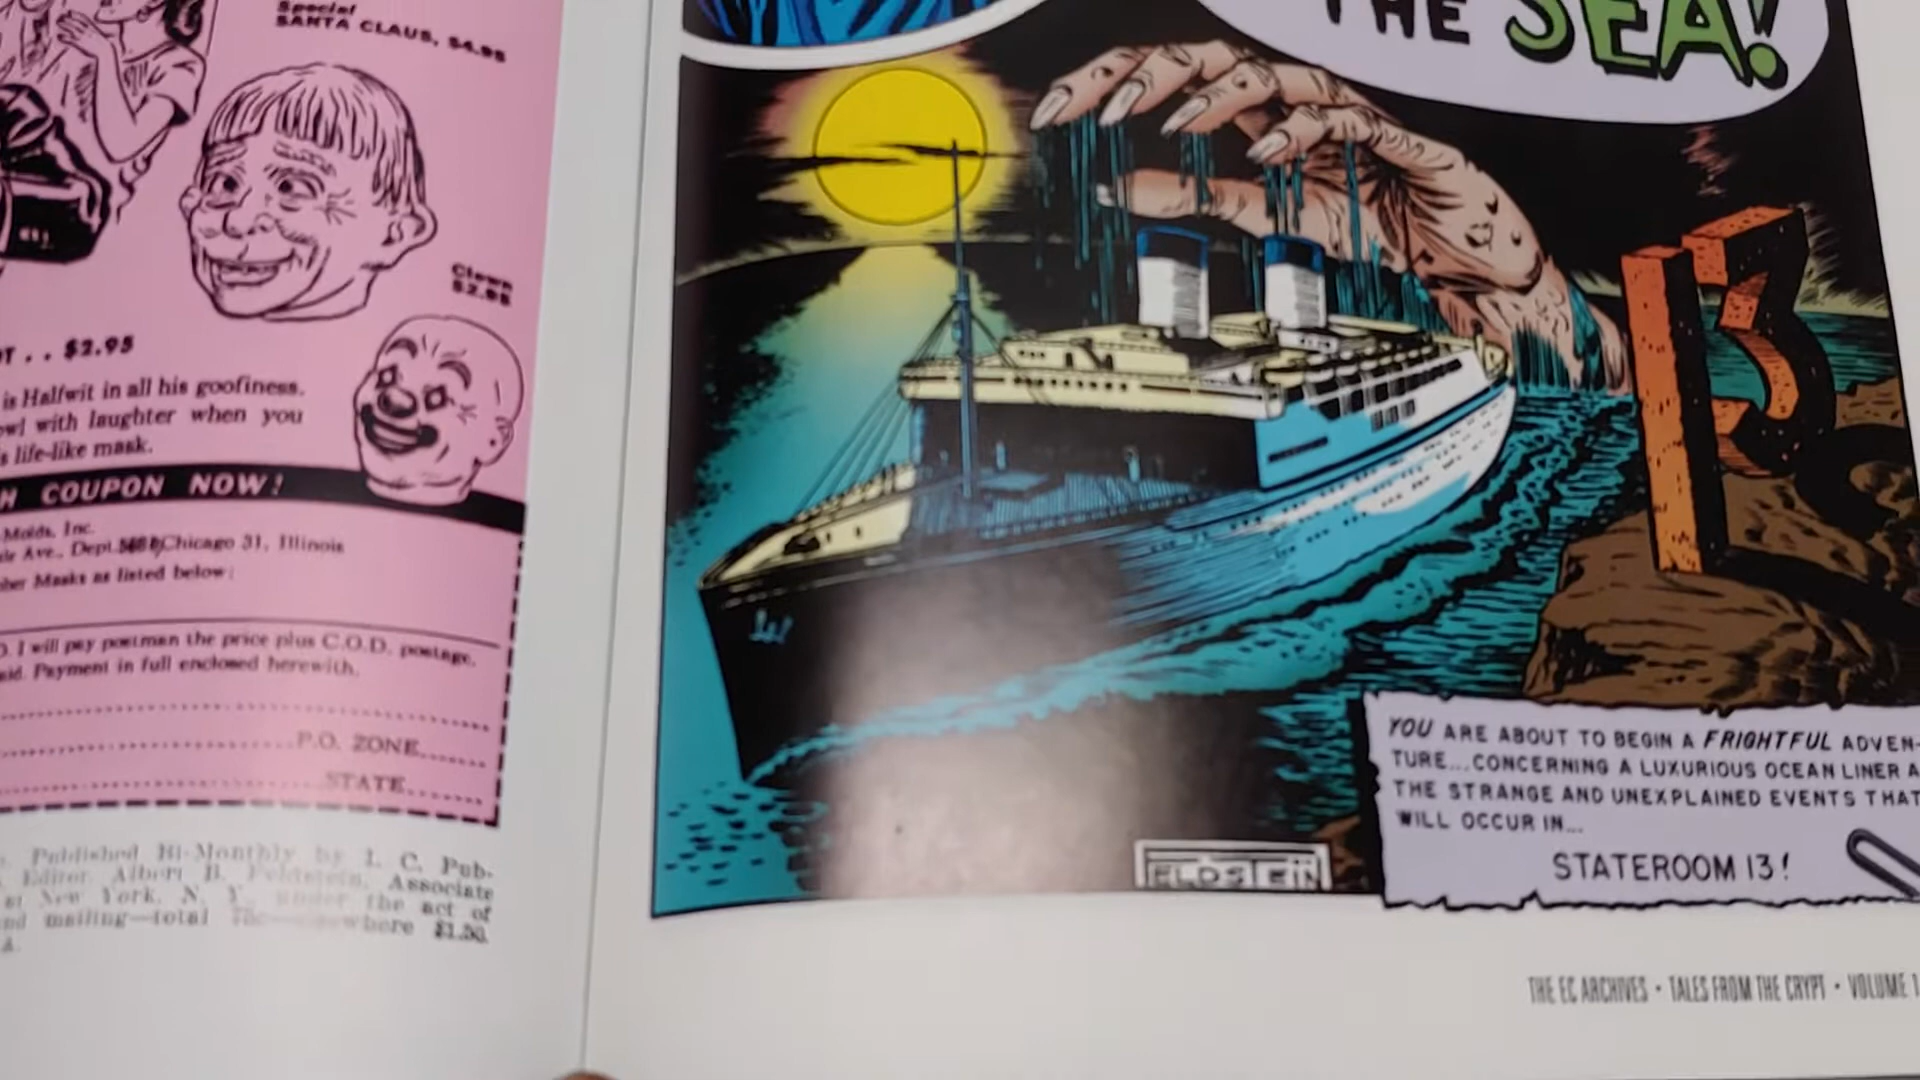 Special
SANTA CLAUS, $4.95
Clown
$2.95
. . $2.95
is Halfwit in all his goofiness.
with laughter when you
life-like mask.
COUPON NOW!
Molds, Inc.
Ave., Dept. Chicago 31, Illinois
Masks as listed below:
I will pay postman the price plus C.O.D. postage.
Payment in full enclosed herewith.
P.O. ZONE
STATE
Published Bi-Monthly by I. C. Pub-
Editor, Albert B. Feldstein, Associate
at New York, N. Y., under the act of
mailing—total
$1.50.
THE SEA!
13
FELDSTEIN
YOU ARE ABOUT TO BEGIN A FRIGHTFUL ADVEN-
TURE...CONCERNING A LUXURIOUS OCEAN LINER
THE STRANGE AND UNEXPLAINED EVENTS THAT
WILL OCCUR IN...
STATEROOM 13!
THE EC ARCHIVES • TALES FROM THE CRYPT • VOLUME 1